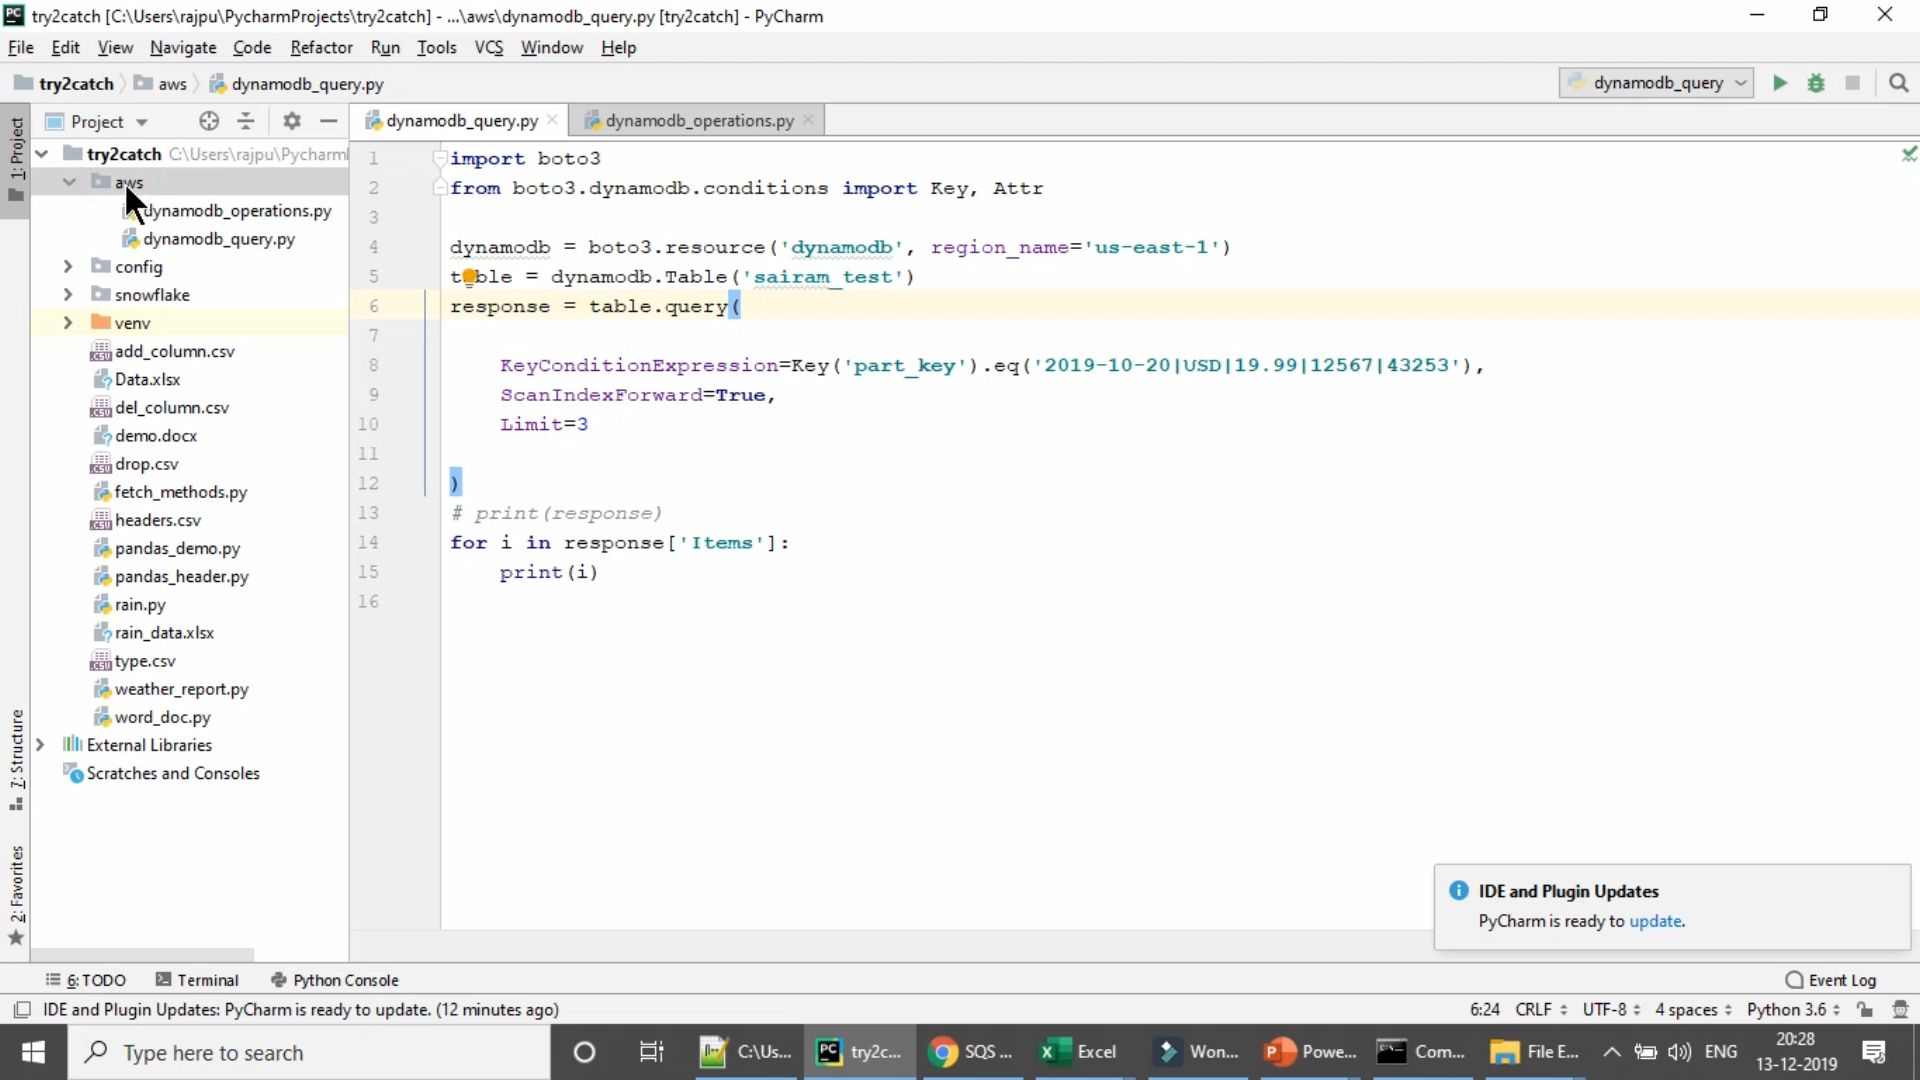 try2catch [C:\Users\rajpu\PycharmProjects\try2catch] - ...\aws\dynamodb_query.py [try2catch] - PyCharm
File Edit View Navigate Code Refactor Run Tools VCS Window Help
try2catch aws dynamodb_query.py
dynamodb_query
1: Project
Project
dynamodb_query.py
dynamodb_operations.py
try2catch C:\Users\rajpu\Pycharm
aws
dynamodb_operations.py
dynamodb_query.py
config
snowflake
venv
add_column.csv
Data.xlsx
del_column.csv
demo.docx
drop.csv
fetch_methods.py
headers.csv
pandas_demo.py
pandas_header.py
rain.py
rain_data.xlsx
type.csv
weather_report.py
word_doc.py
External Libraries
Scratches and Consoles
7: Structure
2: Favorites
1 import boto3
2 from boto3.dynamodb.conditions import Key, Attr
3
4 dynamodb = boto3.resource('dynamodb', region_name='us-east-1')
5 table = dynamodb.Table('sairam_test')
6 response = table.query(
7
8 KeyConditionExpression=Key('part_key').eq('2019-10-20|USD|19.99|12567|43253'),
9 ScanIndexForward=True,
10 Limit=3
11
12 )
13 # print(response)
14 for i in response['Items']:
15 print(i)
16
IDE and Plugin Updates
PyCharm is ready to update.
6: TODO Terminal Python Console Event Log
IDE and Plugin Updates: PyCharm is ready to update. (12 minutes ago) 6:24 CRLF UTF-8 4 spaces Python 3.6
Type here to search
C:\Us...
try2c...
SQS ...
Excel
Won...
Powe...
Com...
File E...
ENG
20:28
13-12-2019